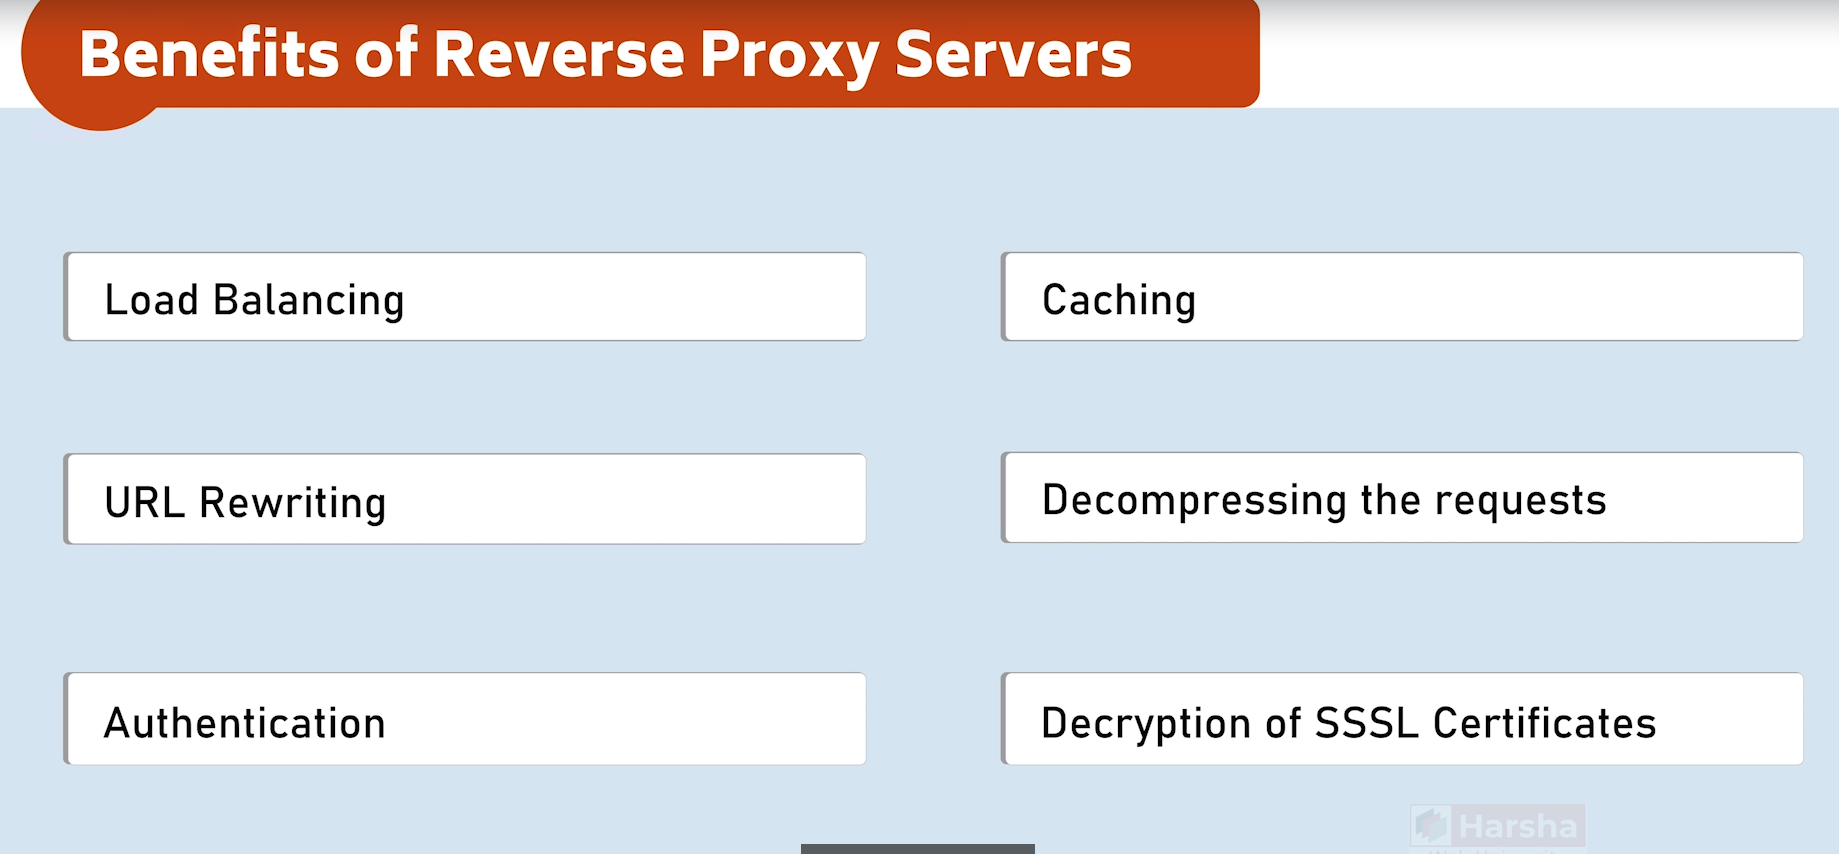 Benefits of Reverse Proxy Servers
Load Balancing
Caching
URL Rewriting
Decompressing the requests
Authentication
Decryption of SSSL Certificates
Harsha